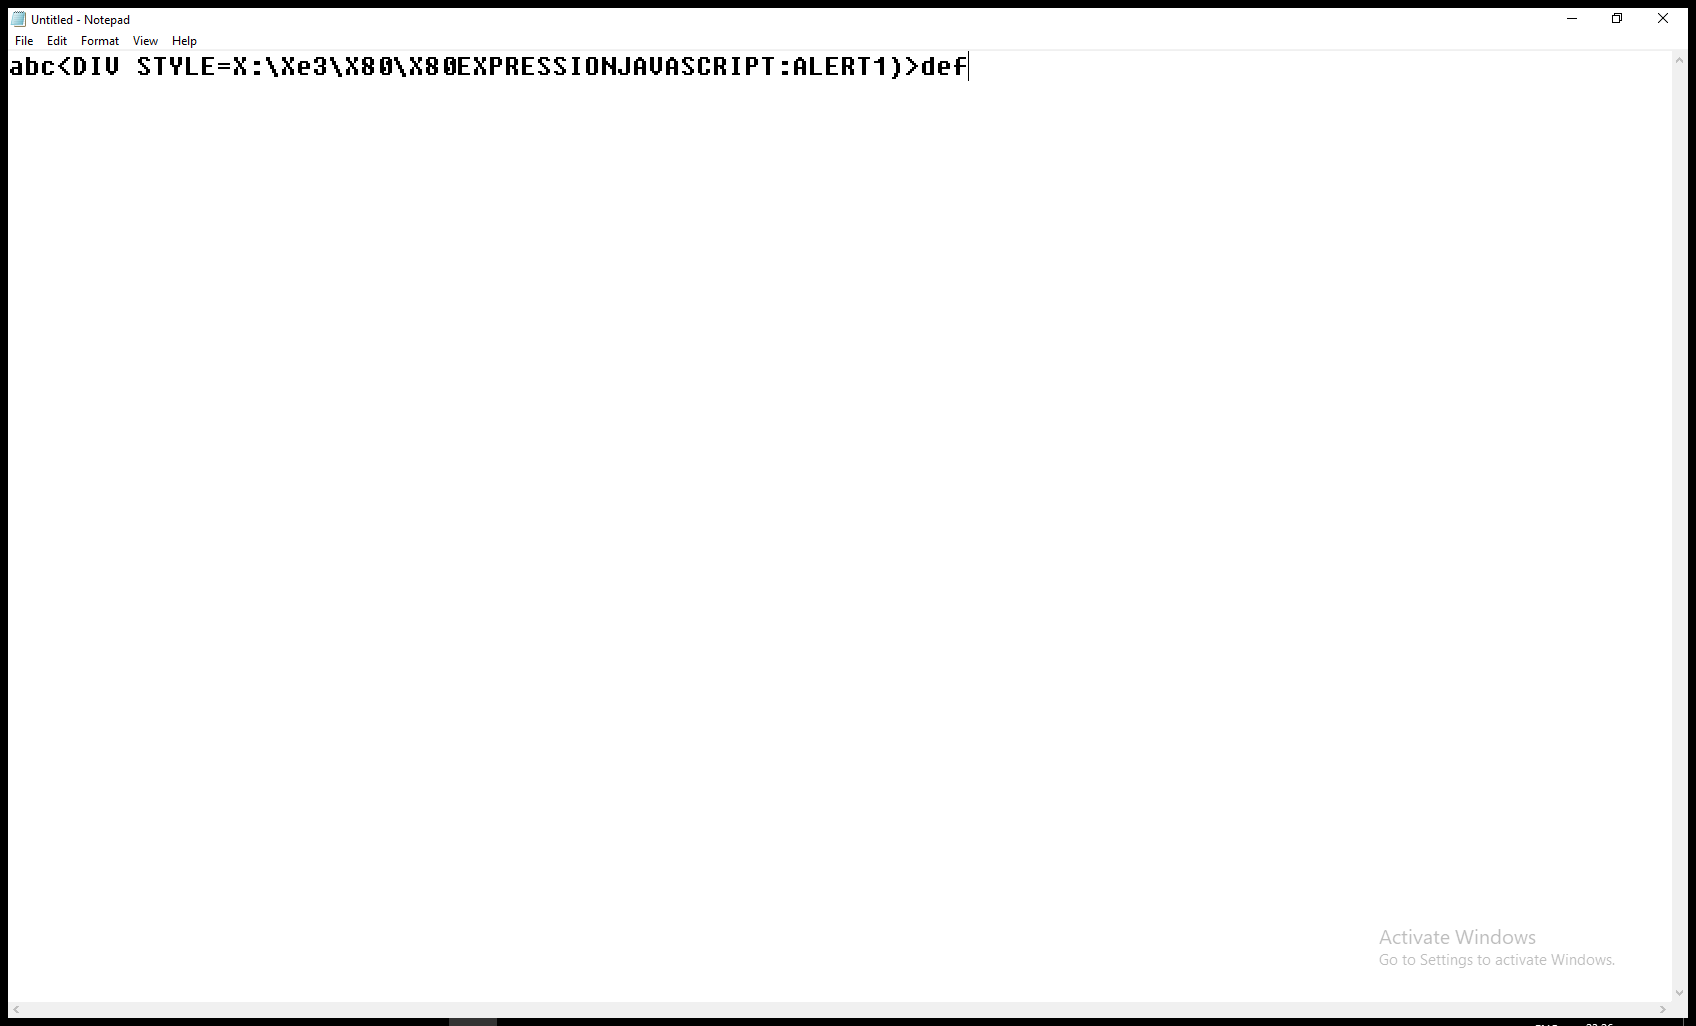 Untitled - Notepad
File Edit Format View Help
abc<DIV STYLE=X:\Xe3\X80\X80EXPRESSIONJAVASCRIPT:ALERT1)>def
Activate Windows
Go to Settings to activate Windows.